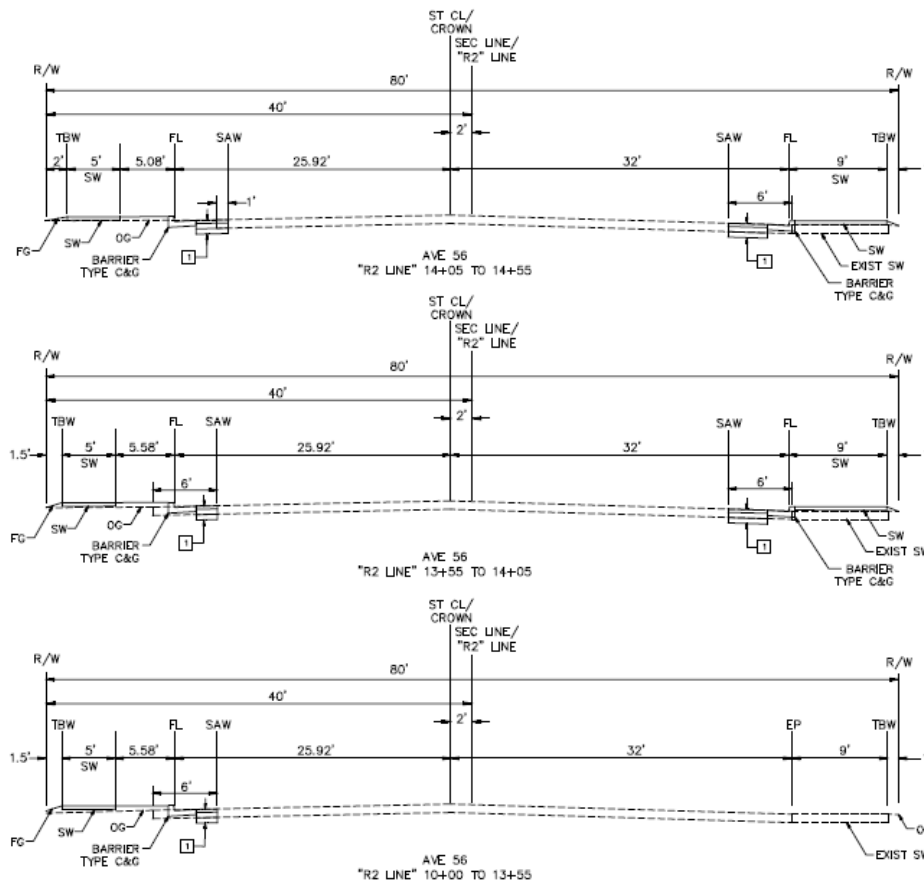 ST CL/
CROWN
SEC LINE/
"R2" LINE
R/W
R/W
80'
40'
2'
TBW
FL
SAW
SAW
FL
TBW
2'
5'
5.08'
25.92'
32'
9'
SW
SW
6'
1'
FG
SW
OG
BARRIER
TYPE C&G
1
1
SW
EXIST SW
BARRIER
TYPE C&G
AVE 56
"R2 LINE" 14+05 TO 14+55
ST CL/
CROWN
SEC LINE/
"R2" LINE
R/W
R/W
80'
40'
2'
TBW
FL
SAW
SAW
FL
TBW
1.5'
5'
5.58'
25.92'
32'
9'
SW
SW
6'
6'
FG
SW
OG
BARRIER
TYPE C&G
1
1
SW
EXIST SW
BARRIER
TYPE C&G
AVE 56
"R2 LINE" 13+55 TO 14+05
ST CL/
CROWN
SEC LINE/
"R2" LINE
R/W
R/W
80'
40'
2'
TBW
FL
SAW
EP
TBW
1.5'
5'
5.58'
25.92'
32'
9'
SW
6'
FG
SW
OG
BARRIER
TYPE C&G
1
EXIST SW
AVE 56
"R2 LINE" 10+00 TO 13+55